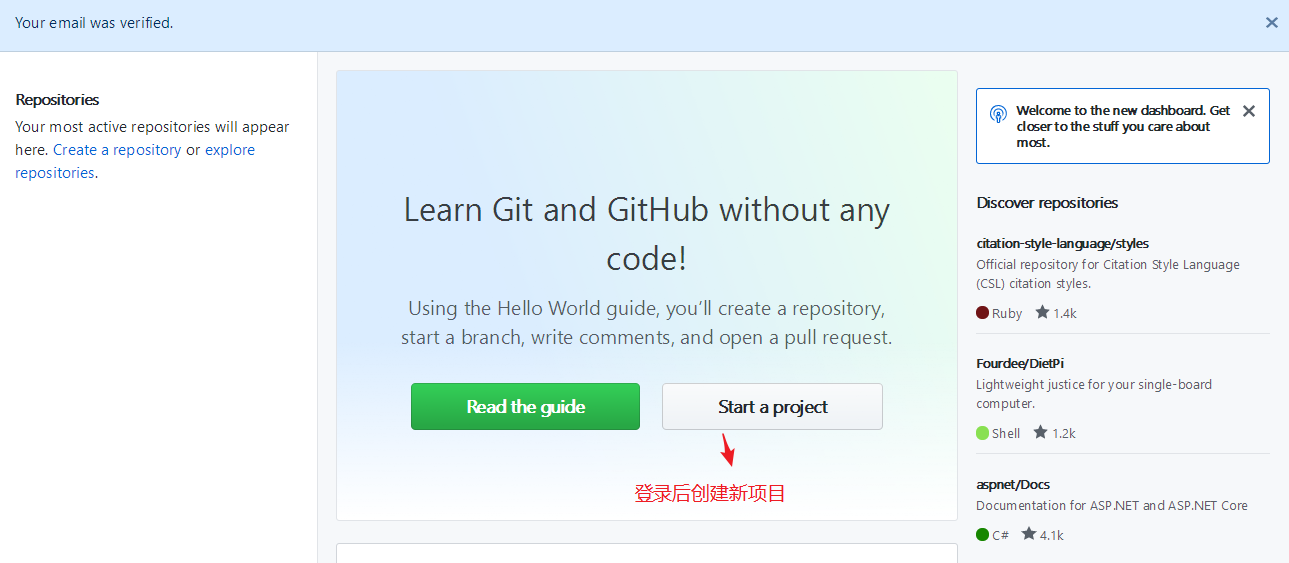 Your email was verified.
Repositories
Your most active repositories will appear
here. Create a repository or explore
repositories.
Learn Git and GitHub without any
code!
Using the Hello World guide, you’ll create a repository,
start a branch, write comments, and open a pull request.
Read the guide
Start a project
登录后创建新项目
Welcome to the new dashboard. Get
closer to the stuff you care about
most.
Discover repositories
citation-style-language/styles
Official repository for Citation Style Language
(CSL) citation styles.
Ruby 1.4k
Fourdee/DietPi
Lightweight justice for your single-board
computer.
Shell 1.2k
aspnet/Docs
Documentation for ASP.NET and ASP.NET Core
C# 4.1k